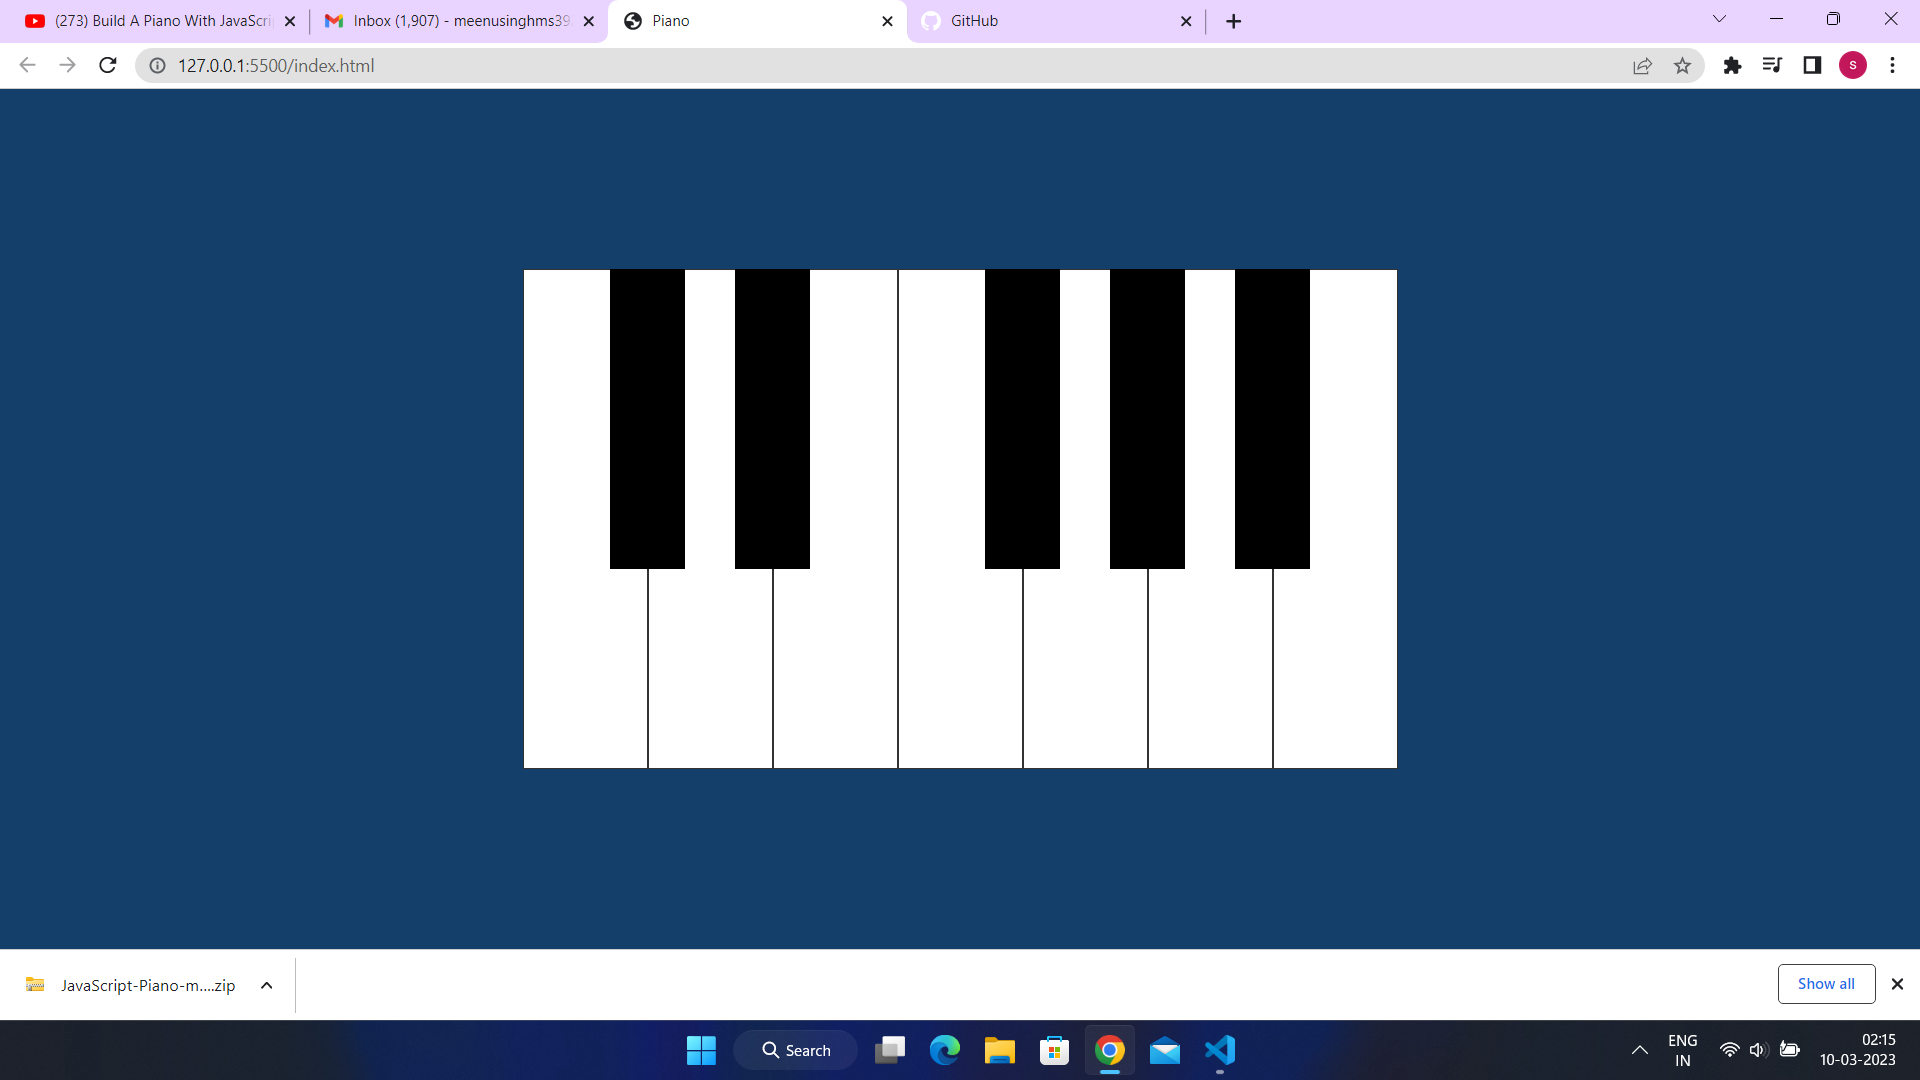 (273) Build A Piano With JavaScri
Inbox (1,907) - meenusinghms39
Piano
GitHub
127.0.0.1:5500/index.html
S
JavaScript-Piano-m....zip
Show all
Search
ENG
IN
02:15
10-03-2023